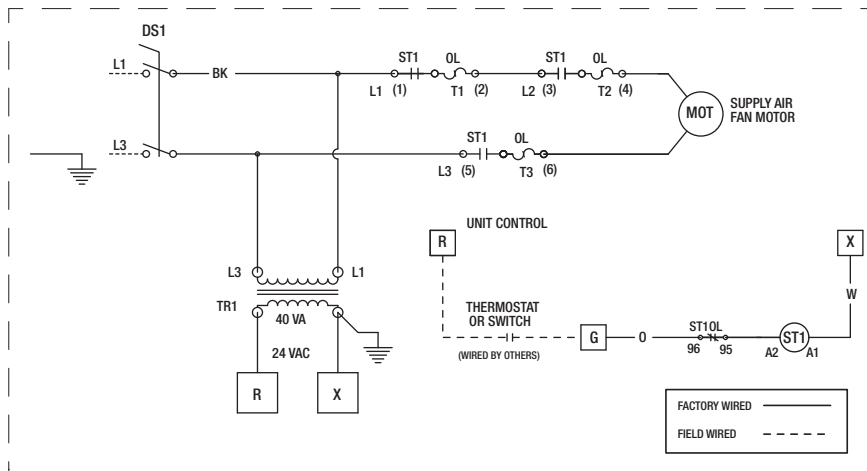 DS1
L1
BK
ST1 OL ST1 OL
L1 (1) T1 (2) L2 (3) T2 (4)
MOT
SUPPLY AIR
FAN MOTOR
L3
ST1 OL
L3 (5) T3 (6)
UNIT CONTROL
R
X
L3 L1
TR1
40 VA
24 VAC
R X
THERMOSTAT
OR SWITCH
(WIRED BY OTHERS)
G
O
ST1OL
96 95
A2 ST1 A1
W
FACTORY WIRED
FIELD WIRED